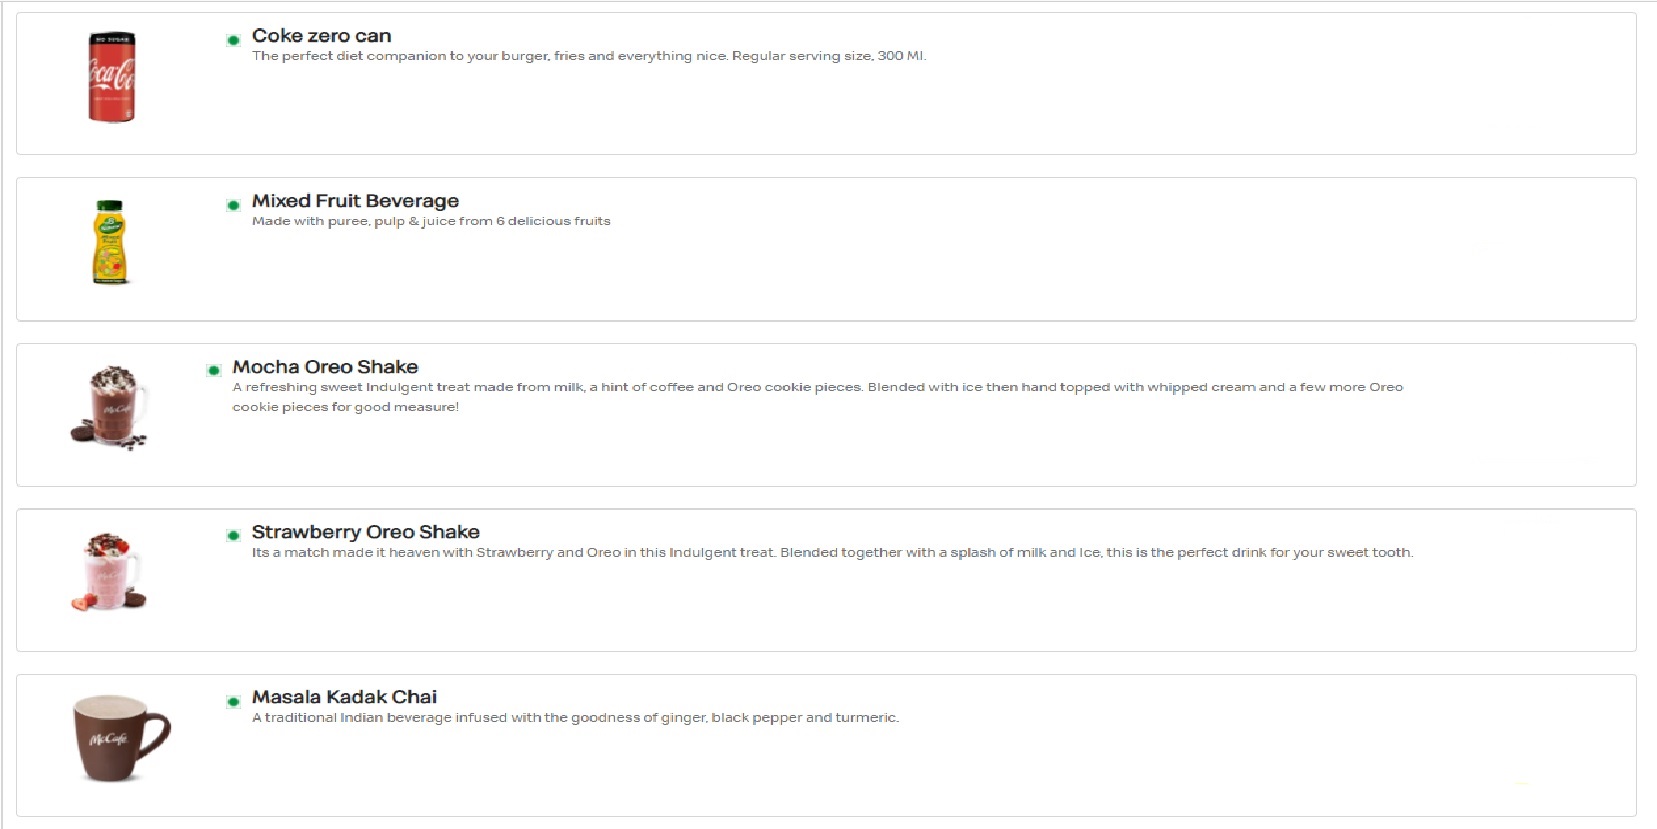 NO SUGAR
Coke zero can
The perfect diet companion to your burger, fries and everything nice. Regular serving size, 300 Ml.
Mixed Fruit Beverage
Made with puree, pulp & juice from 6 delicious fruits
Mocha Oreo Shake
A refreshing sweet Indulgent treat made from milk, a hint of coffee and Oreo cookie pieces. Blended with ice then hand topped with whipped cream and a few more Oreo
cookie pieces for good measure!
McCafé
Strawberry Oreo Shake
Its a match made it heaven with Strawberry and Oreo in this Indulgent treat. Blended together with a splash of milk and Ice, this is the perfect drink for your sweet tooth.
Masala Kadak Chai
A traditional Indian beverage infused with the goodness of ginger, black pepper and turmeric.
McCafé